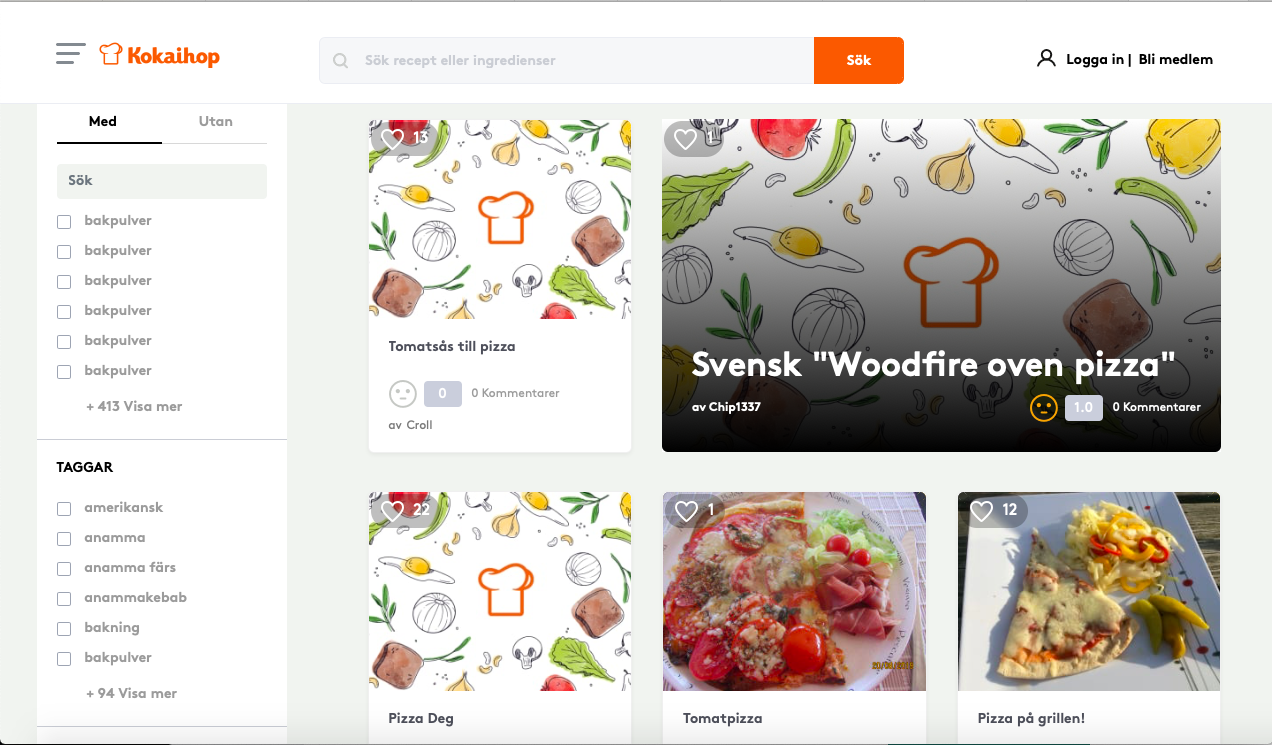 Kokaihop
Sök recept eller ingredienser
Sök
Logga in | Bli medlem
Med
Utan
Sök
bakpulver
bakpulver
bakpulver
bakpulver
bakpulver
bakpulver
+ 413 Visa mer
TAGGAR
amerikansk
anamma
anamma färs
anammakebab
bakning
bakpulver
+ 94 Visa mer
13
Tomatsås till pizza
0
0 Kommentarer
av Croll
1
Svensk "Woodfire oven pizza"
av Chip1337
1.0
0 Kommentarer
22
Pizza Deg
1
Tomatpizza
12
Pizza på grillen!